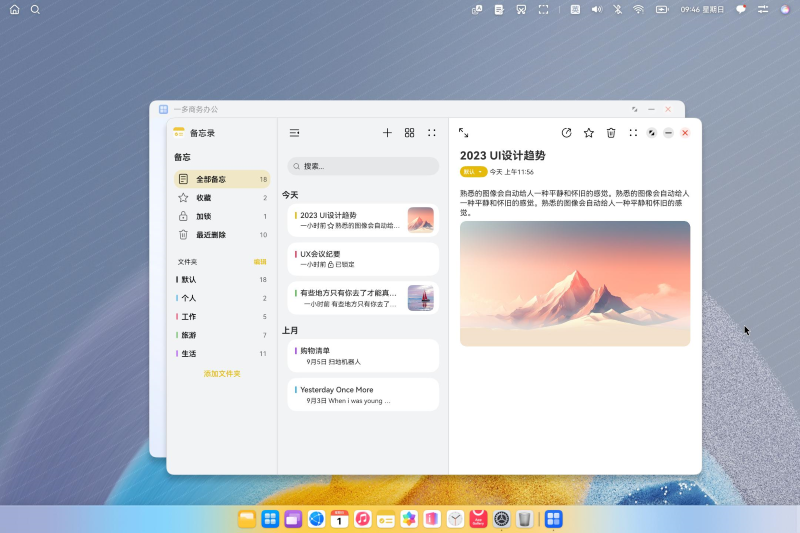 09:46 星期日
一多商务办公
备忘录
备忘
全部备忘 18
收藏 2
加锁 1
最近删除 10
文件夹 编辑
默认 18
个人 2
工作 5
旅游 7
生活 11
添加文件夹
搜索...
今天
2023 UI设计趋势
一小时前 熟悉的图像会自动给...
UX会议纪要
一小时前 已锁定
有些地方只有你去了才能真...
一小时前 有些地方只有你去了...
上月
购物清单
9月5日 扫地机器人
Yesterday Once More
9月3日 When i was young ...
2023 UI设计趋势
默认 今天 上午11:56
熟悉的图像会自动给人一种平静和怀旧的感觉。熟悉的图像会自动给人
一种平静和怀旧的感觉。熟悉的图像会自动给人一种平静和怀旧的感
觉。
1